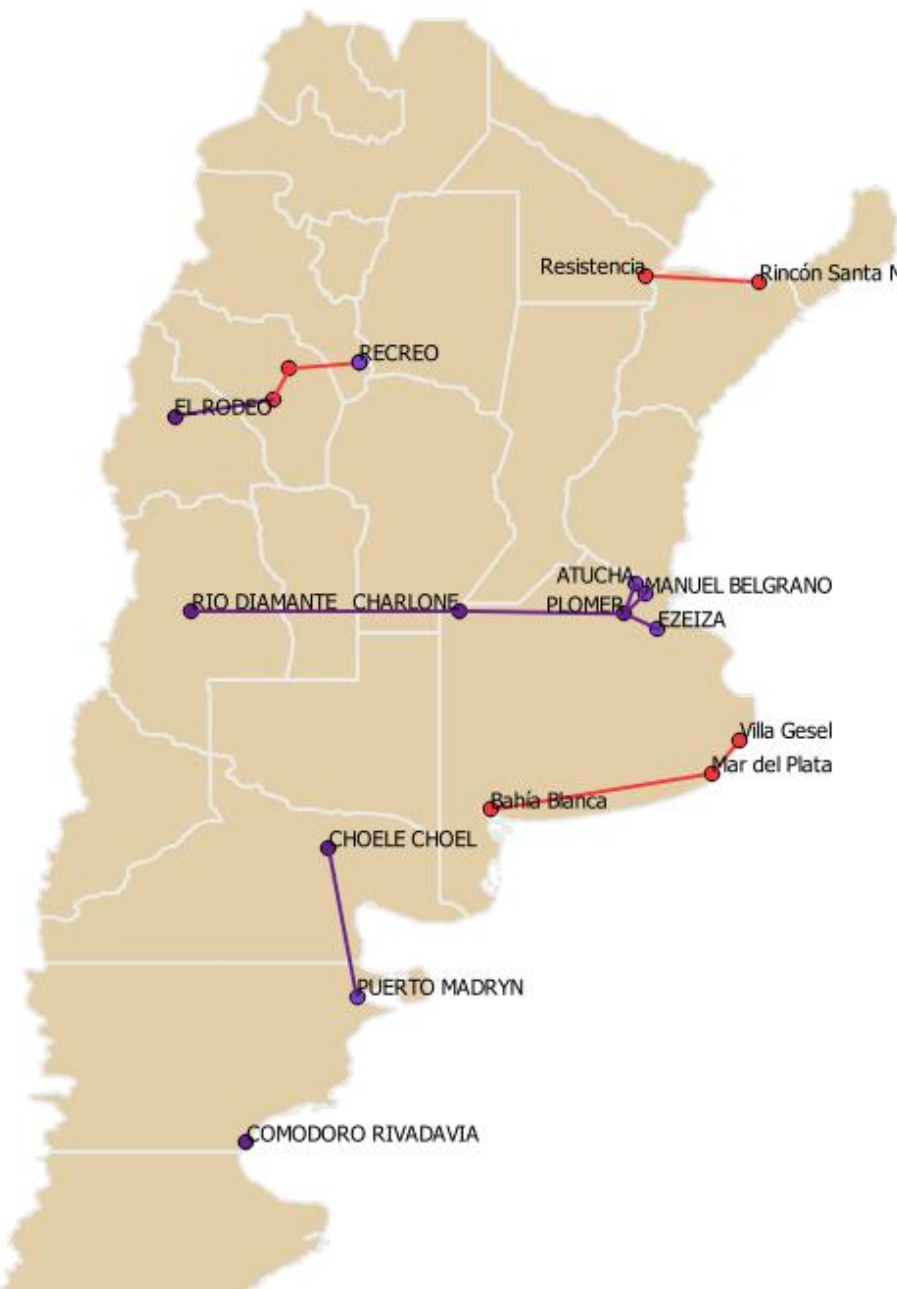 Resistencia
Rincón Santa
RECREO
EL RODEO
ATUCHA
MANUEL BELGRANO
RIO DIAMANTE
CHARLONE
PLOMER
EZEIZA
Villa Gesel
Mar del Plata
Bahía Blanca
CHOELE CHOEL
PUERTO MADRYN
COMODORO RIVADAVIA